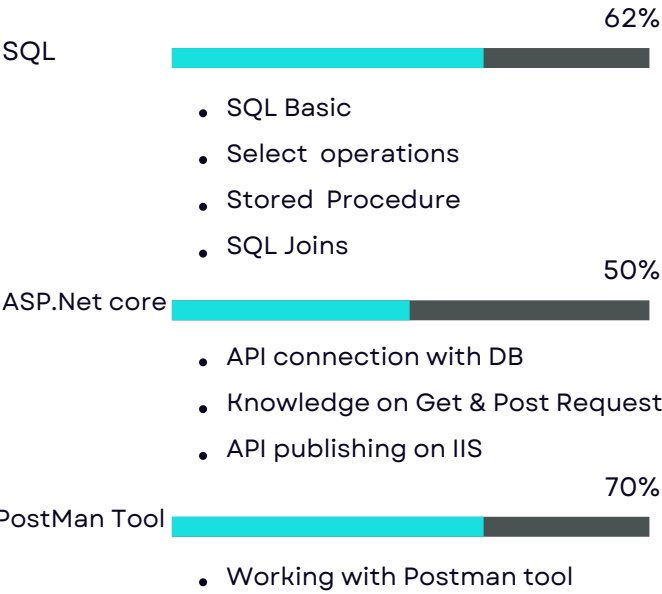 62%
SQL
SQL Basic
Select operations
Stored Procedure
SQL Joins
50%
ASP.Net core
API connection with DB
Knowledge on Get & Post Request
API publishing on IIS
70%
PostMan Tool
Working with Postman tool